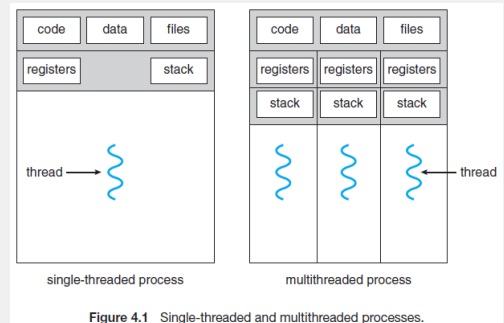 code data files code data files
registers stack registers registers registers
stack stack stack
thread thread
single-threaded process multithreaded process
Figure 4.1 Single-threaded and multithreaded processes.